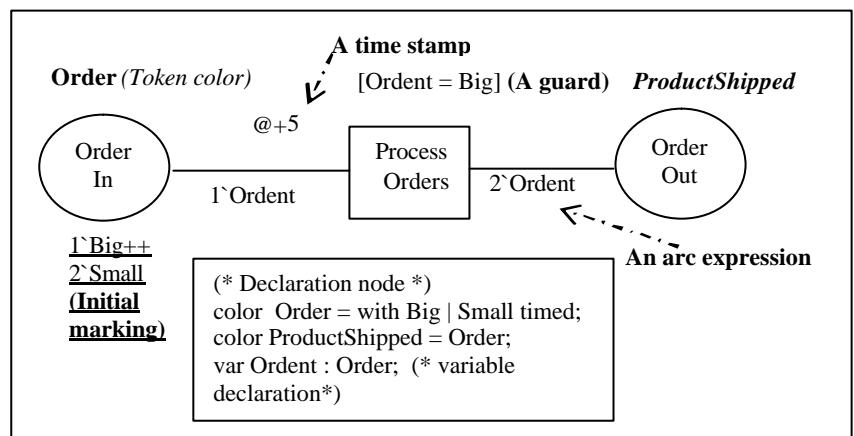 A time stamp
Order (Token color)
[Ordent = Big] (A guard)
ProductShipped
@+5
Order
In
Process
Orders
Order
Out
1`Ordent
2`Ordent
1`Big++
2`Small
(Initial
marking)
An arc expression
(* Declaration node *)
color  Order = with Big | Small timed;
color ProductShipped = Order;
var Ordent : Order;  (* variable
declaration*)